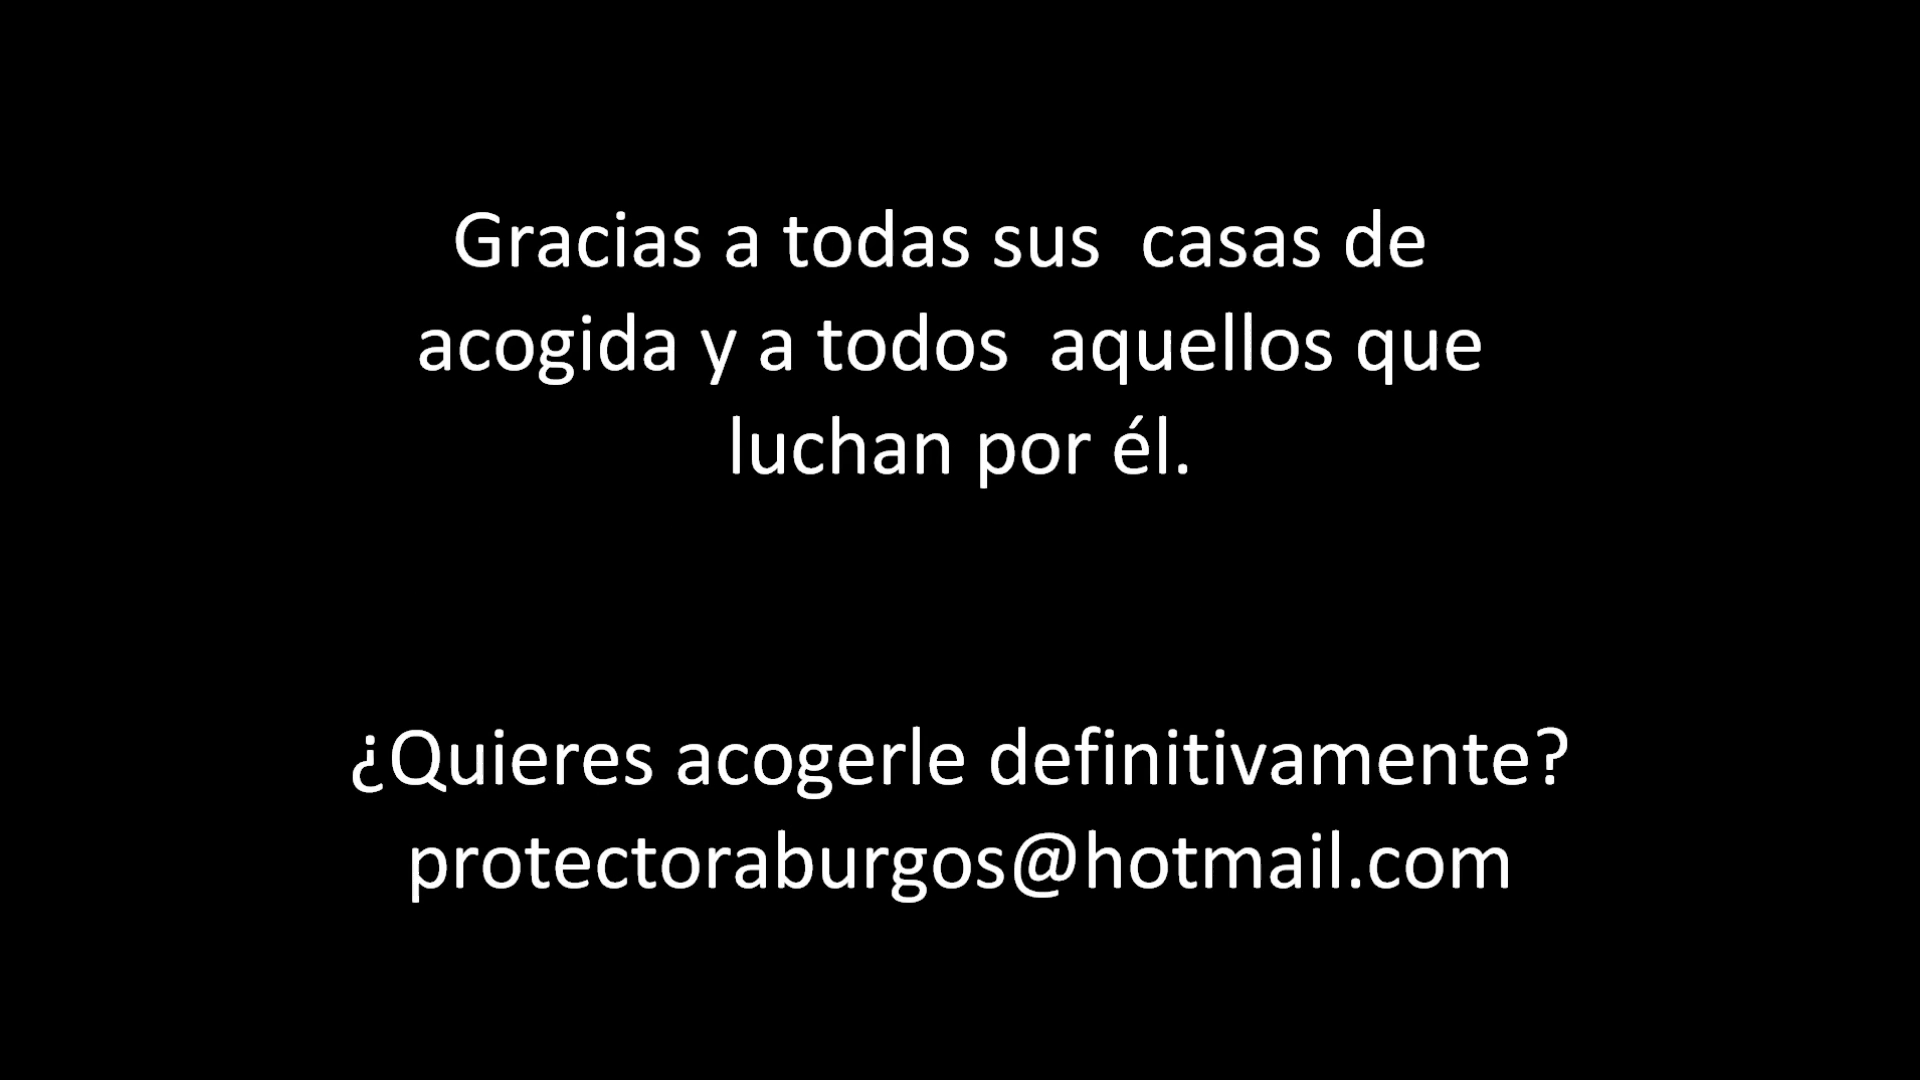 Gracias a todas sus  casas de
acogida y a todos  aquellos que
luchan por él.
¿Quieres acogerle definitivamente?
protectoraburgos@hotmail.com